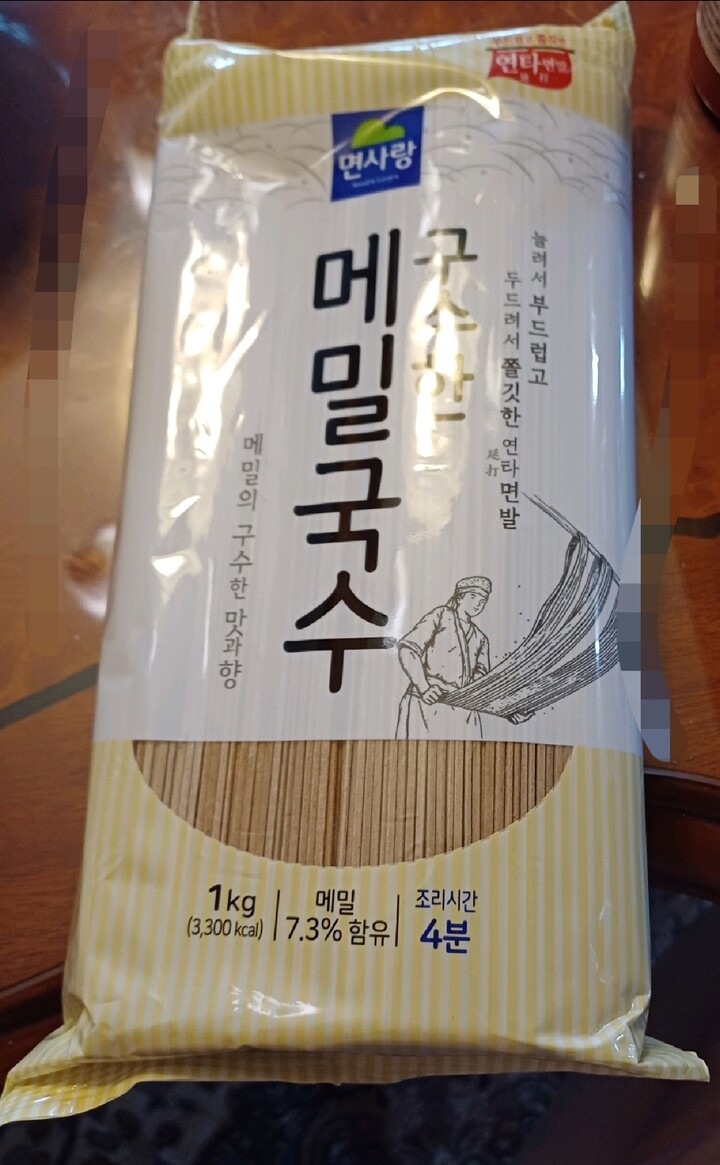 연타면발
면사랑
구수한
메밀국수
늘려서 부드럽고
두드려서 쫄깃한 연타면발
延打
메밀의 구수한 맛과향
1kg
(3,300 kcal)
메밀
7.3% 함유
조리시간
4분